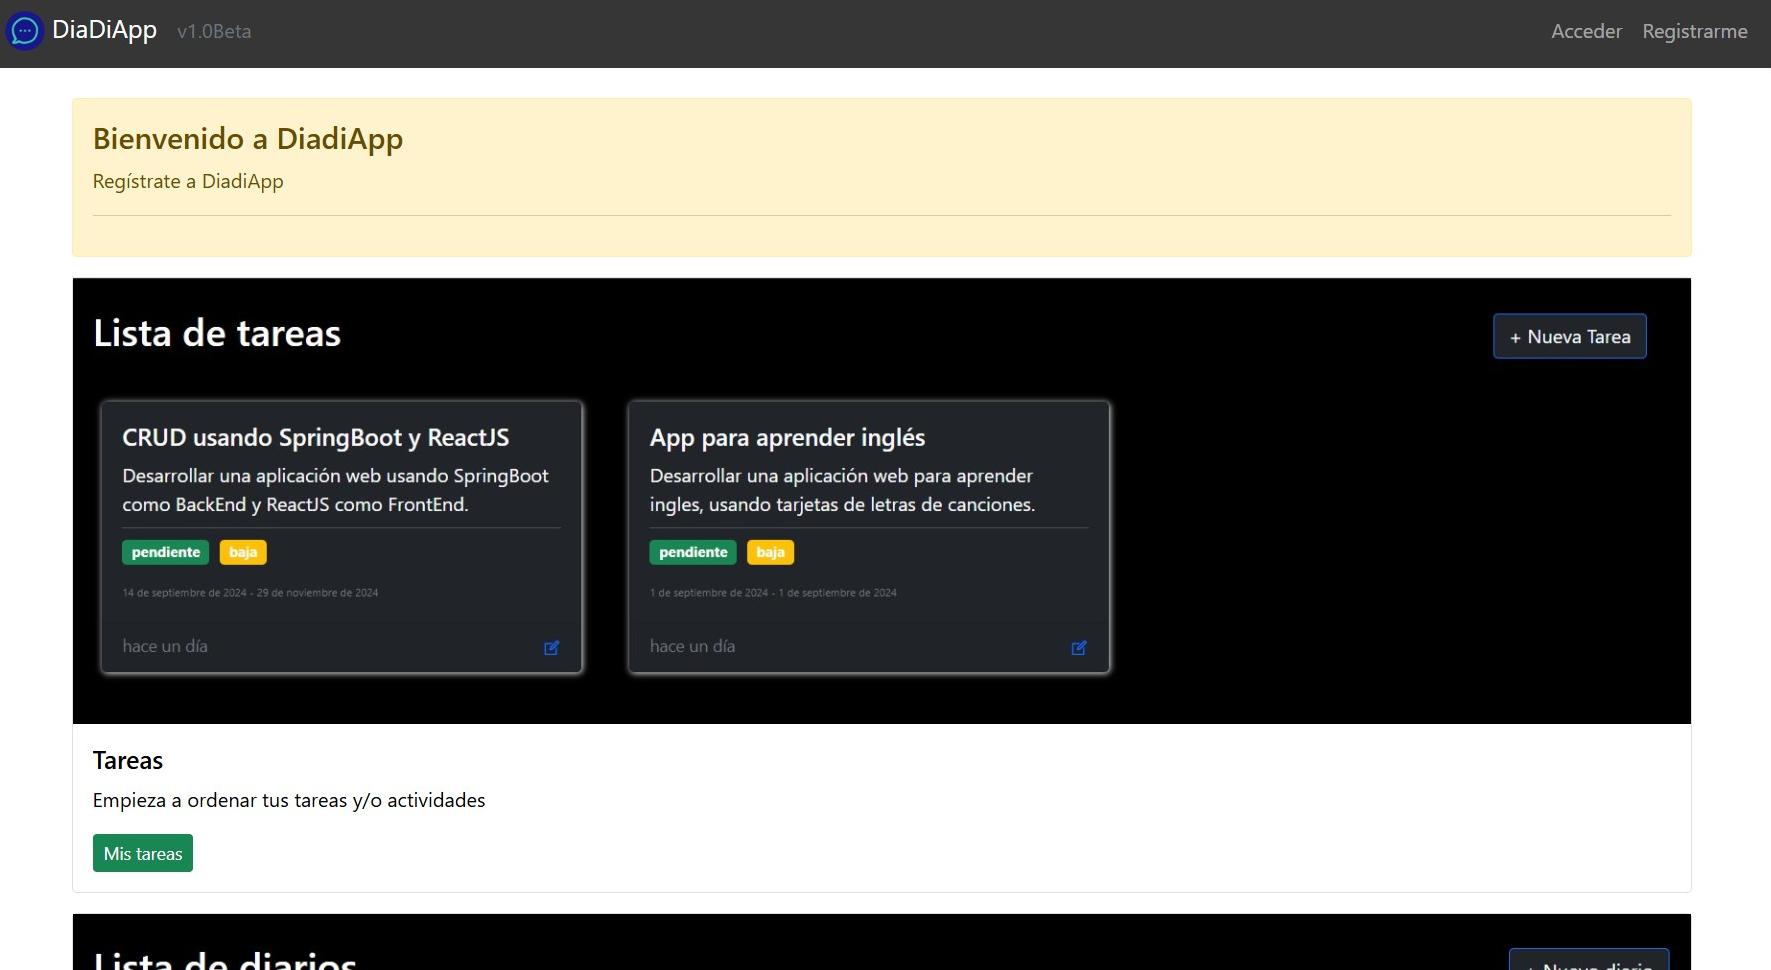 DiaDiApp v1.0Beta Acceder Registrarme
Bienvenido a DiadiApp
Regístrate a DiadiApp
Lista de tareas
+ Nueva Tarea
CRUD usando SpringBoot y ReactJS
Desarrollar una aplicación web usando SpringBoot
como BackEnd y ReactJS como FrontEnd.
pendiente baja
14 de septiembre de 2024 - 29 de noviembre de 2024
hace un día
App para aprender inglés
Desarrollar una aplicación web para aprender
ingles, usando tarjetas de letras de canciones.
pendiente baja
1 de septiembre de 2024 - 1 de septiembre de 2024
hace un día
Tareas
Empieza a ordenar tus tareas y/o actividades
Mis tareas
Lista de diarios
+ Nuevo diario